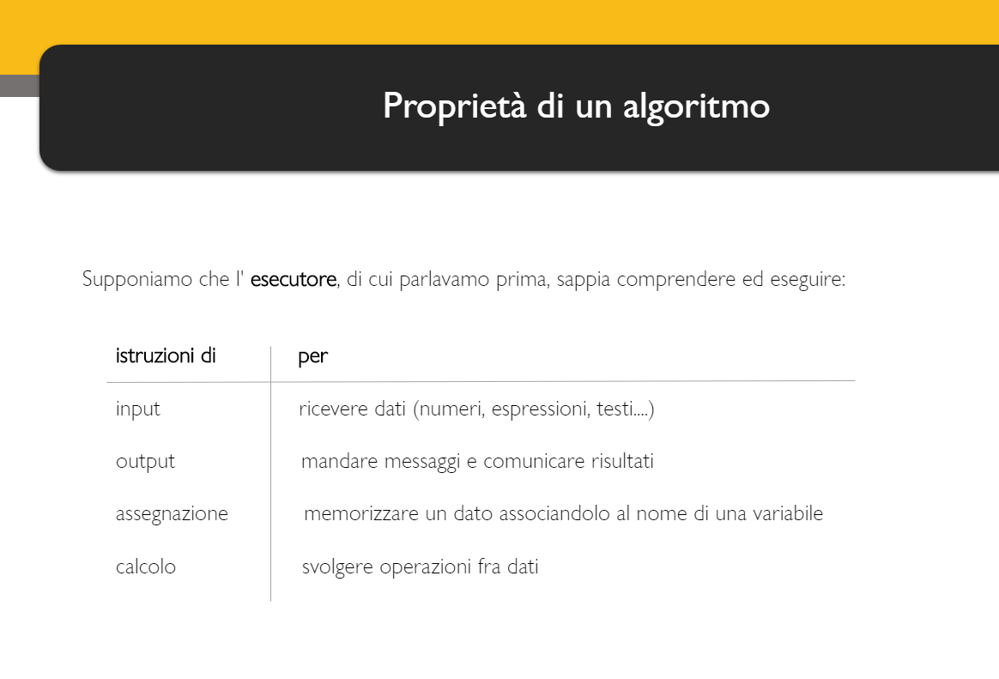 Proprietà di un algoritmo
Supponiamo che l' esecutore, di cui parlavamo prima, sappia comprendere ed eseguire:
istruzioni di per
input ricevere dati (numeri, espressioni, testi....)
output mandare messaggi e comunicare risultati
assegnazione memorizzare un dato associandolo al nome di una variabile
calcolo svolgere operazioni fra dati